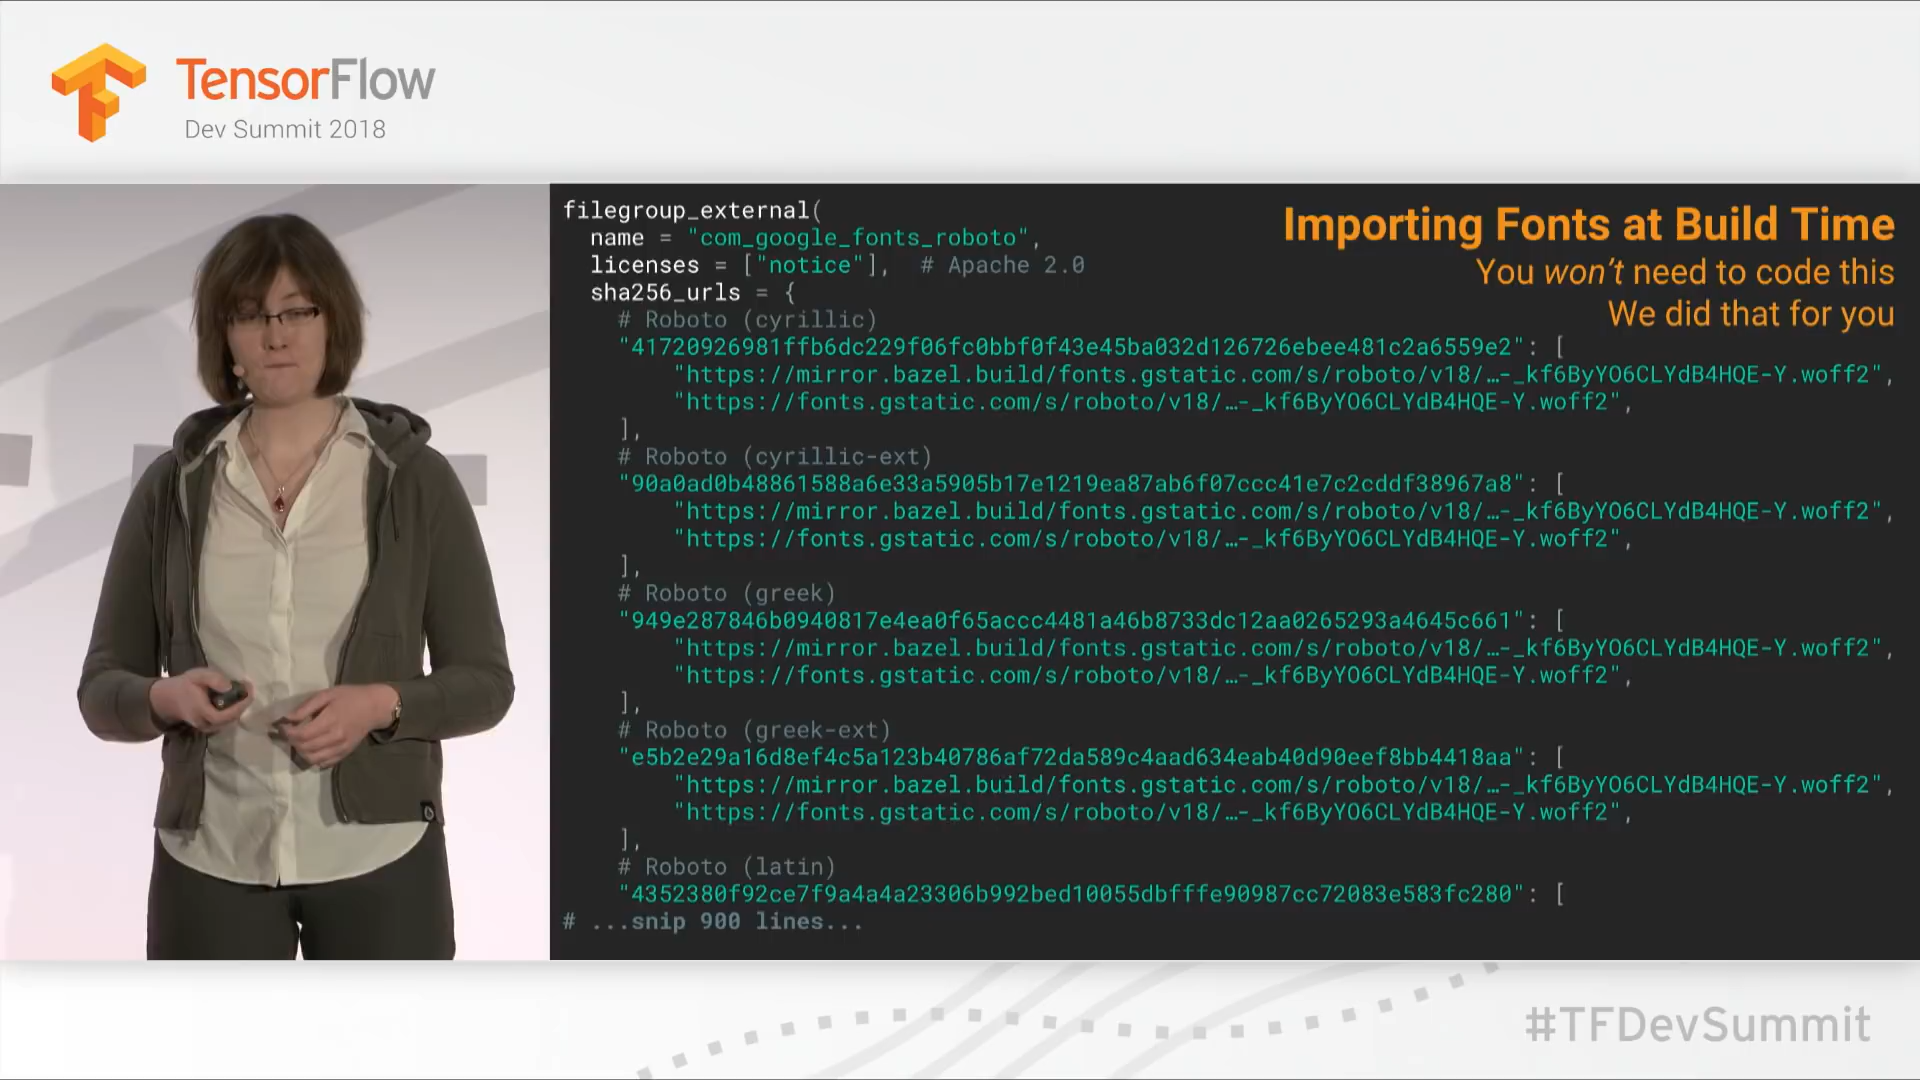 TensorFlow
Dev Summit 2018
Importing Fonts at Build Time
You won't need to code this
We did that for you
filegroup_external(
name = "com_google_fonts_roboto",
licenses = ["notice"],  # Apache 2.0
sha256_urls = {
# Roboto (cyrillic)
"41720926981ffb6dc229f06fc0bbf0f43e45ba032d126726ebee481c2a6559e2": [
"https://mirror.bazel.build/fonts.gstatic.com/s/roboto/v18/…-_kf6ByYO6CLYdB4HQE-Y.woff2",
"https://fonts.gstatic.com/s/roboto/v18/…-_kf6ByYO6CLYdB4HQE-Y.woff2",
],
# Roboto (cyrillic-ext)
"90a0ad0b48861588a6e33a5905b17e1219ea87ab6f07ccc41e7c2cddf38967a8": [
"https://mirror.bazel.build/fonts.gstatic.com/s/roboto/v18/…-_kf6ByYO6CLYdB4HQE-Y.woff2",
"https://fonts.gstatic.com/s/roboto/v18/…-_kf6ByYO6CLYdB4HQE-Y.woff2",
],
# Roboto (greek)
"949e287846b0940817e4ea0f65accc4481a46b8733dc12aa0265293a4645c661": [
"https://mirror.bazel.build/fonts.gstatic.com/s/roboto/v18/…-_kf6ByYO6CLYdB4HQE-Y.woff2",
"https://fonts.gstatic.com/s/roboto/v18/…-_kf6ByYO6CLYdB4HQE-Y.woff2",
],
# Roboto (greek-ext)
"e5b2e29a16d8ef4c5a123b40786af72da589c4aad634eab40d90eef8bb4418aa": [
"https://mirror.bazel.build/fonts.gstatic.com/s/roboto/v18/…-_kf6ByYO6CLYdB4HQE-Y.woff2",
"https://fonts.gstatic.com/s/roboto/v18/…-_kf6ByYO6CLYdB4HQE-Y.woff2",
],
# Roboto (latin)
"4352380f92ce7f9a4a4a23306b992bed10055dbfffe90987cc72083e583fc280": [
# ...snip 900 lines...
#TFDevSummit